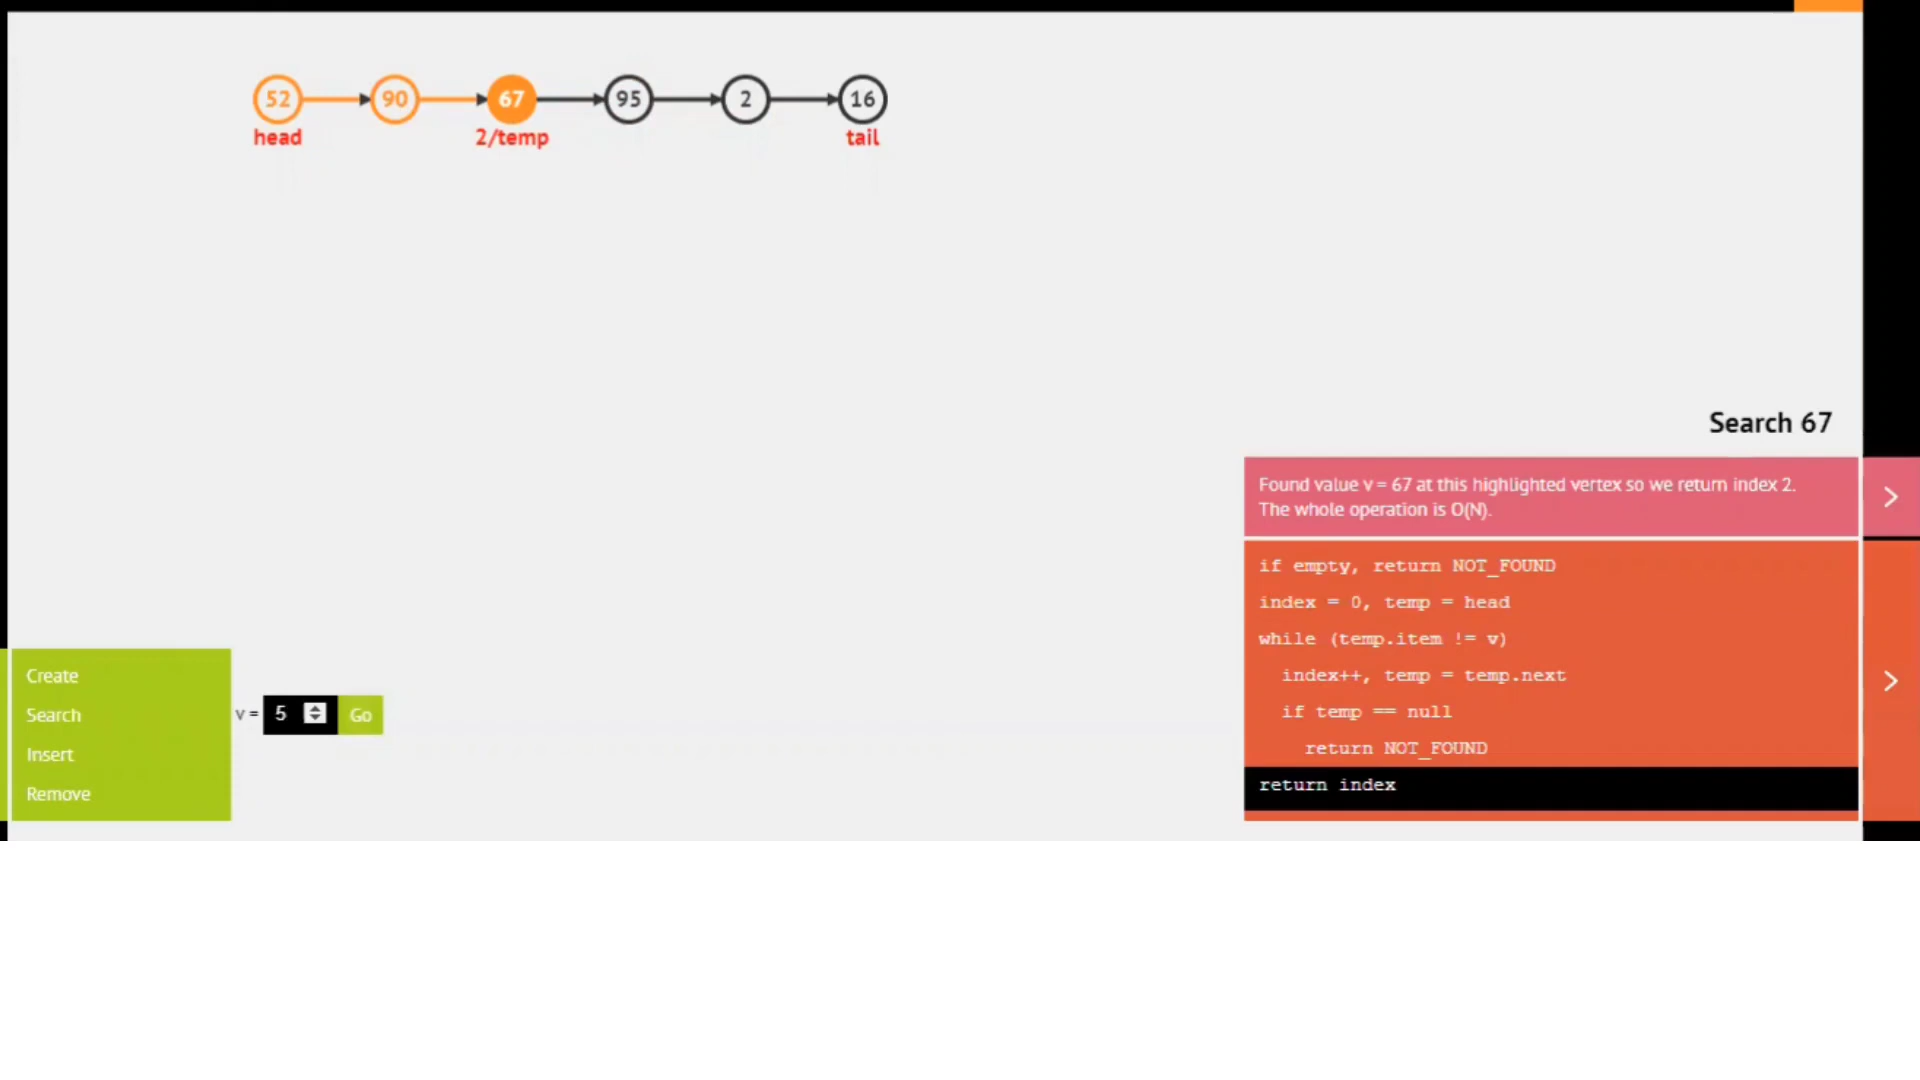 52 90 67 95 2 16
head 2/temp tail
Search 67
Found value v = 67 at this highlighted vertex so we return index 2.
The whole operation is O(N).
if empty, return NOT_FOUND
index = 0, temp = head
while (temp.item != v)
index++, temp = temp.next
if temp == null
return NOT_FOUND
return index
Create
Search
Insert
Remove
v = 5 Go